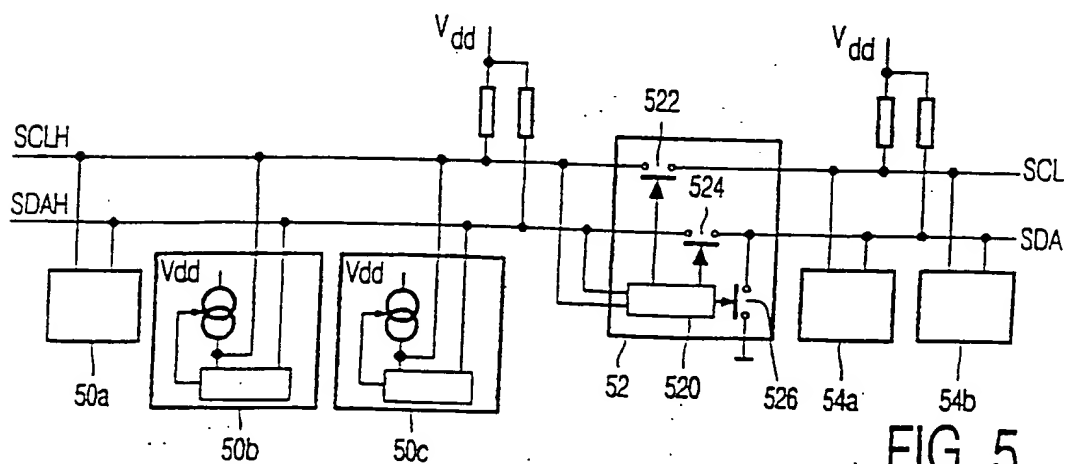 Vdd
Vdd
522
SCLH
SCL
524
SDAH
SDA
Vdd
Vdd
50a
50b
50c
52
520
526
54a
54b
FIG. 5